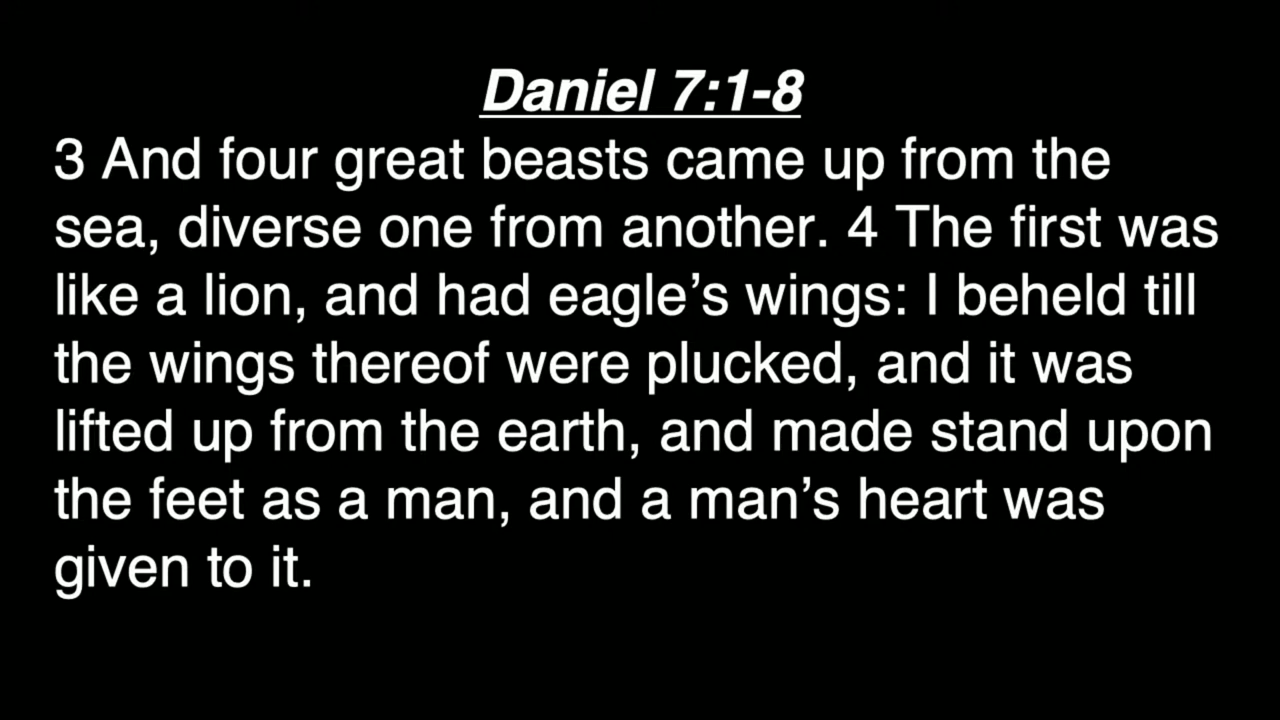 Daniel 7:1-8
3 And four great beasts came up from the
sea, diverse one from another. 4 The first was
like a lion, and had eagle’s wings: I beheld till
the wings thereof were plucked, and it was
lifted up from the earth, and made stand upon
the feet as a man, and a man’s heart was
given to it.